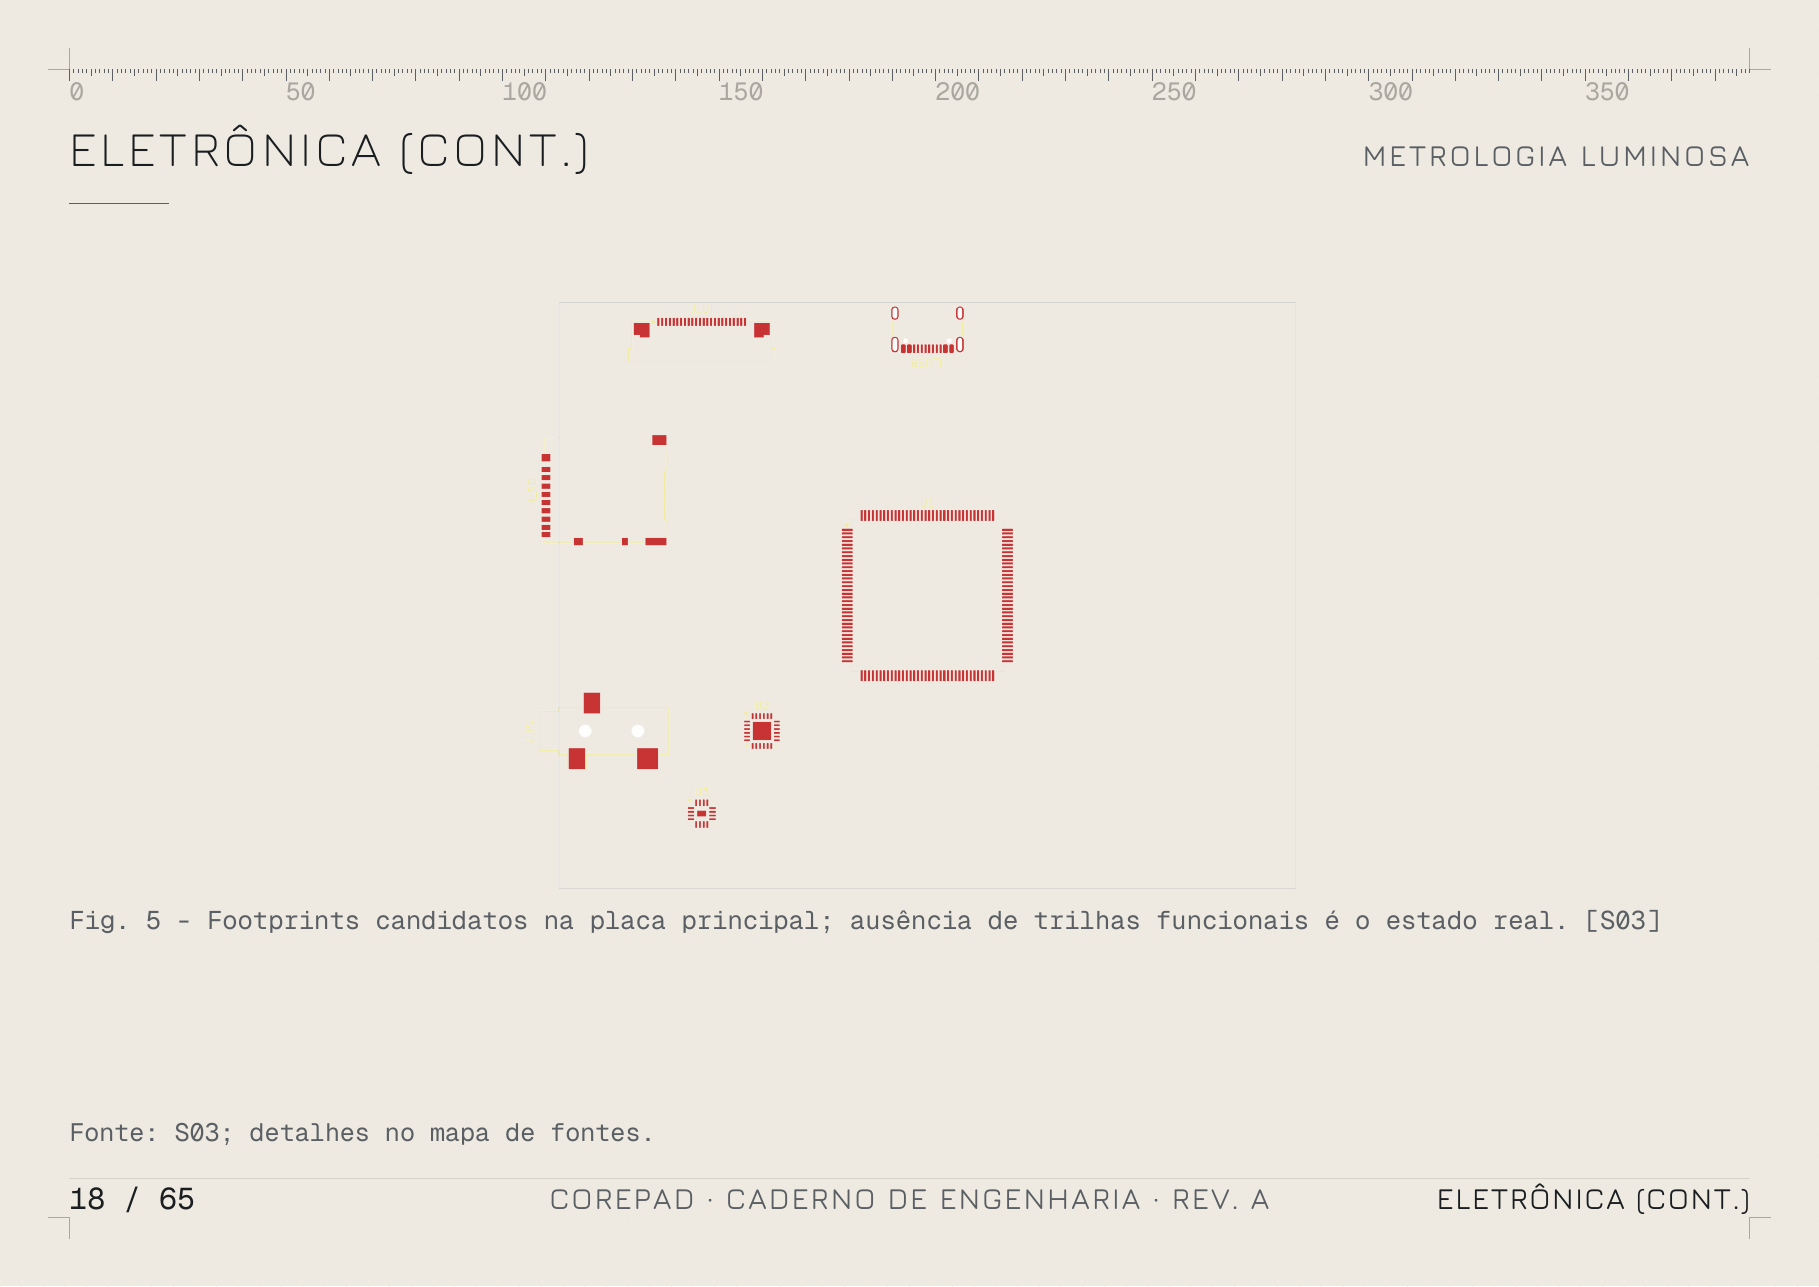 0 50 100 150 200 250 300 350
ELETRÔNICA (CONT.)
METROLOGIA LUMINOSA
Fig. 5 - Footprints candidatos na placa principal; ausência de trilhas funcionais é o estado real. [S03]
Fonte: S03; detalhes no mapa de fontes.
18 / 65
COREPAD · CADERNO DE ENGENHARIA · REV. A
ELETRÔNICA (CONT.)